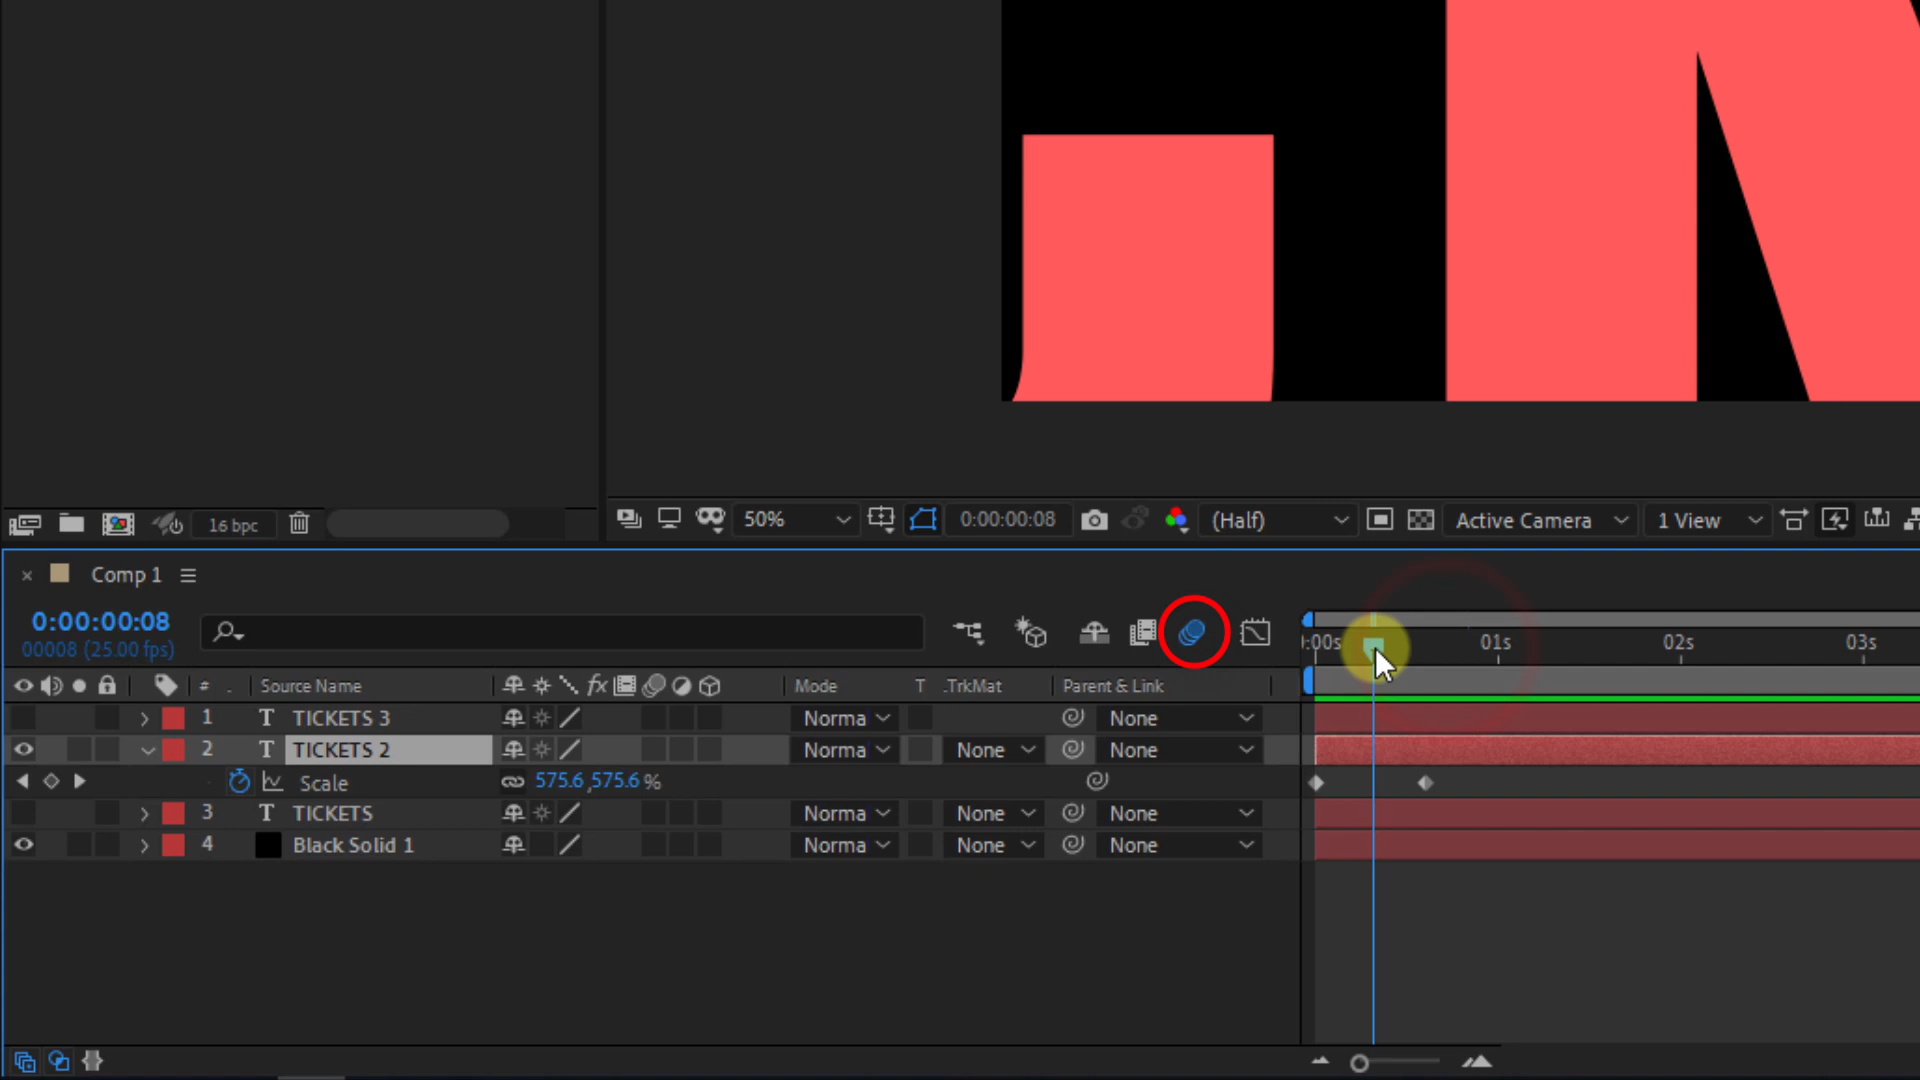 16 bpc
50%
0:00:00:08
(Half)
Active Camera
1 View
Comp 1
0:00:00:08
00008 (25.00 fps)
:00s
01s
02s
03s
# . Source Name
fx
Mode
T .TrkMat
Parent & Link
1 T TICKETS 3 Norma None
2 T TICKETS 2 Norma None None
Scale 575.6,575.6 %
3 T TICKETS Norma None None
4 Black Solid 1 Norma None None